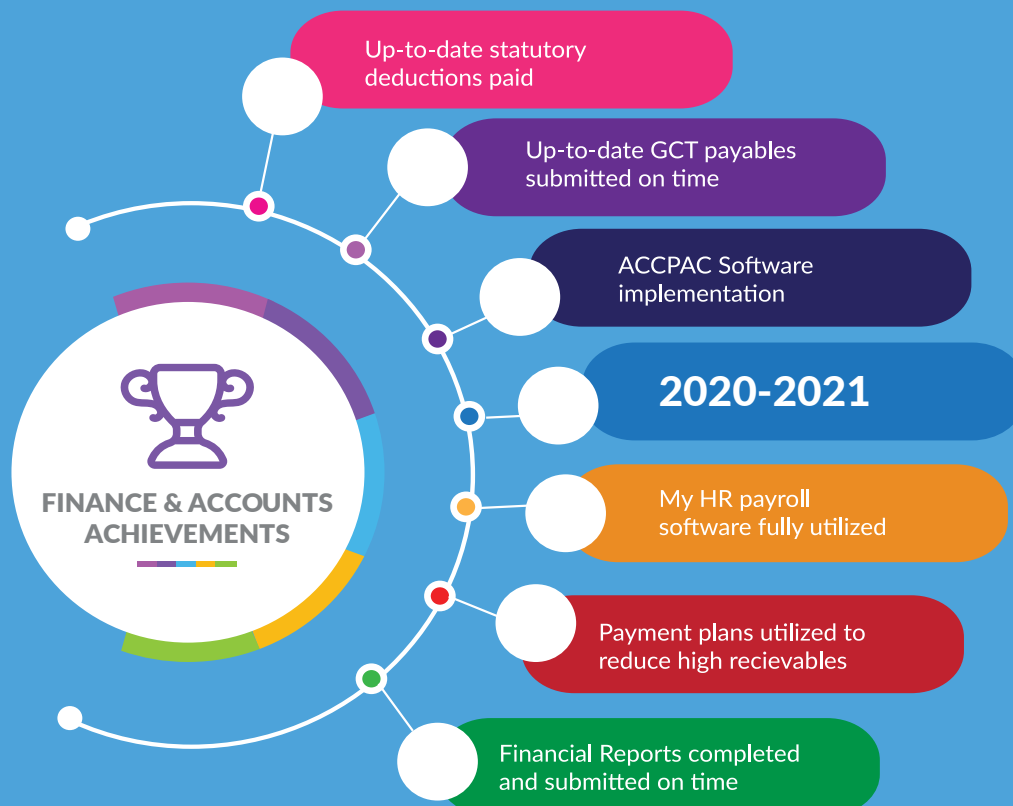 Up-to-date statutory
deductions paid
Up-to-date GCT payables
submitted on time
ACCPAC Software
implementation
2020-2021
FINANCE & ACCOUNTS
ACHIEVEMENTS
My HR payroll
software fully utilized
Payment plans utilized to
reduce high recievables
Financial Reports completed
and submitted on time